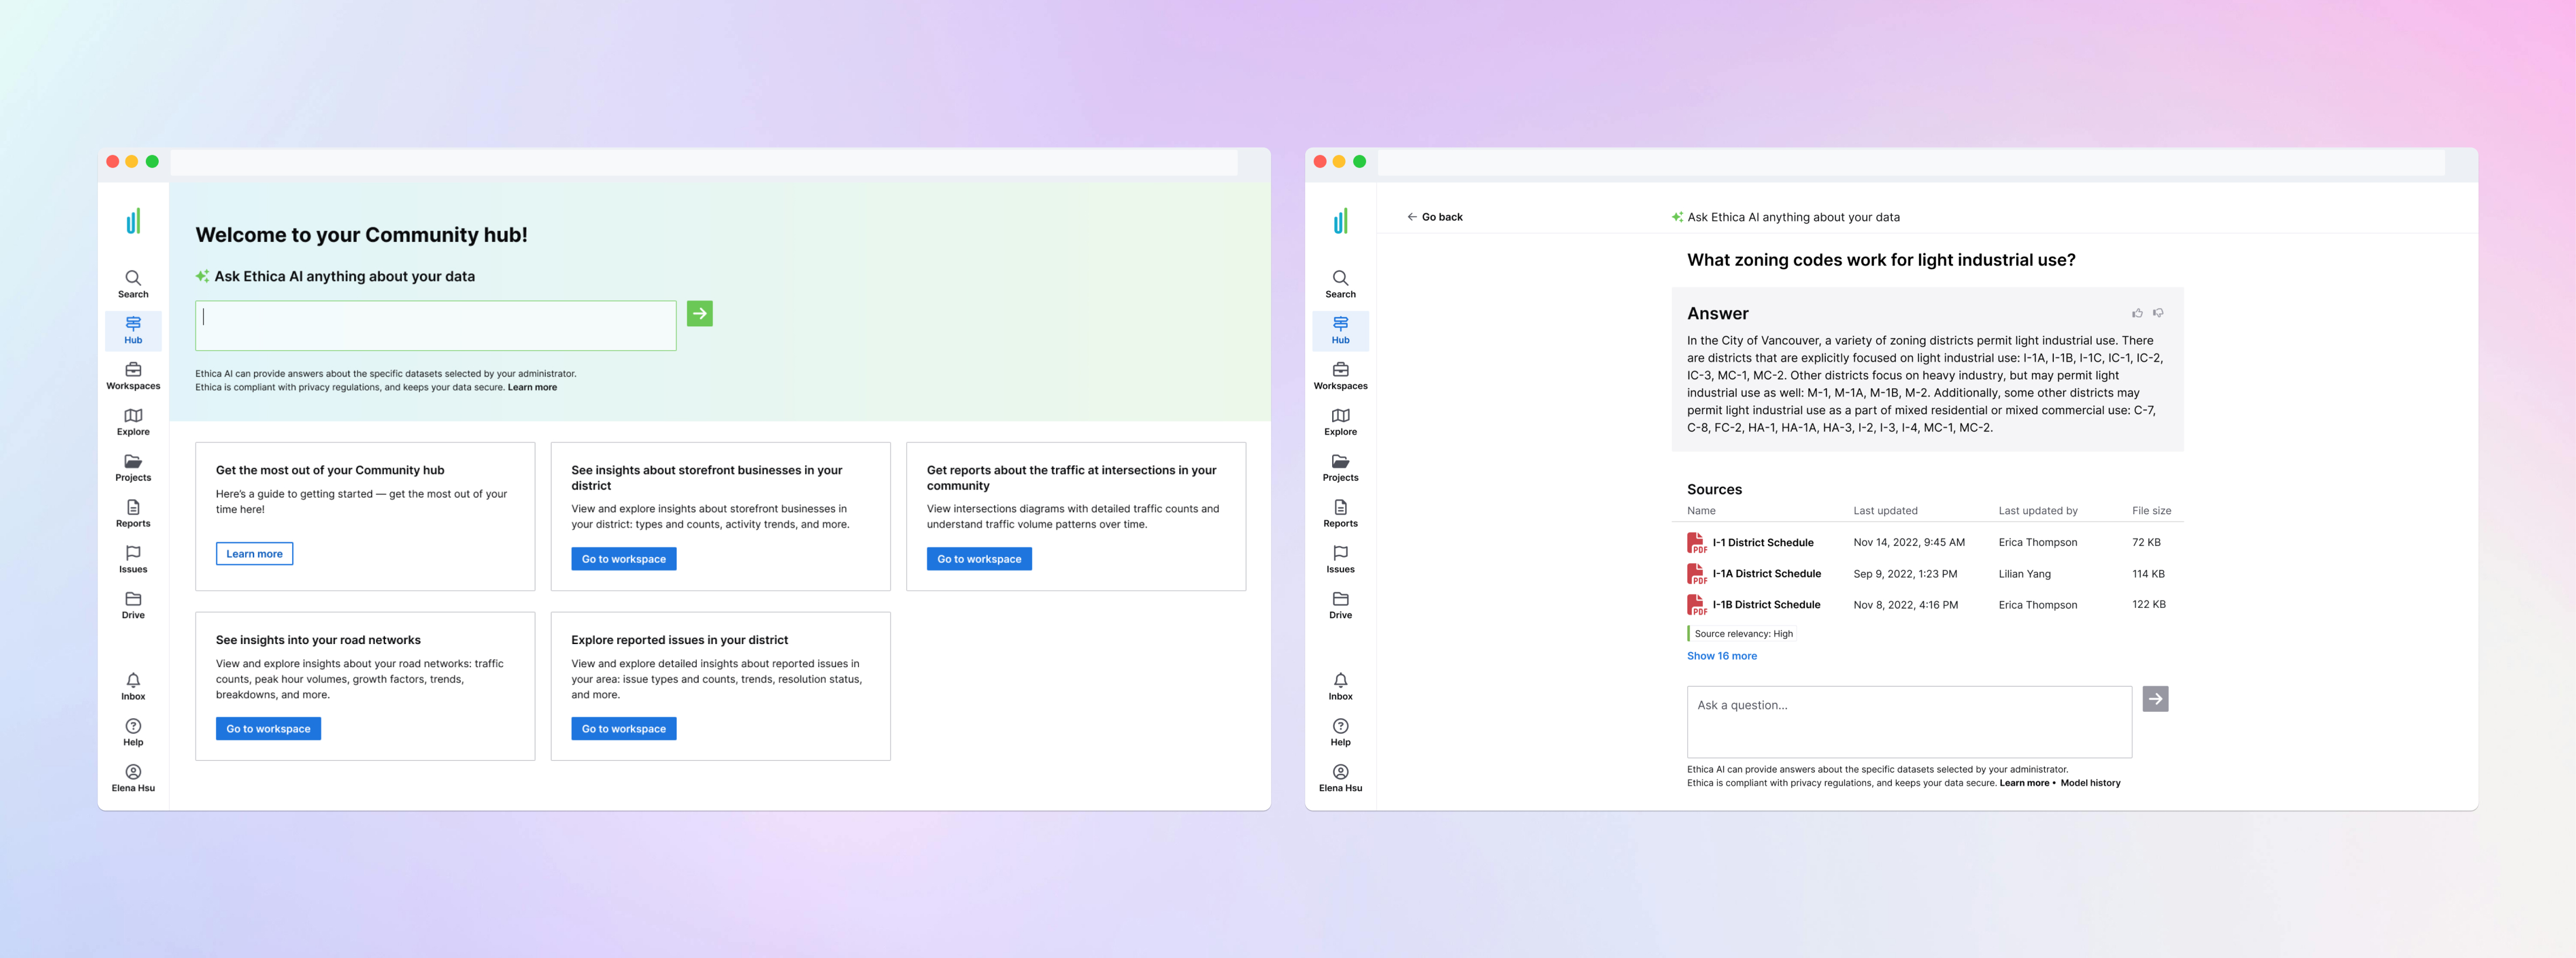 Search
Hub
Workspaces
Explore
Projects
Reports
Issues
Drive
Inbox
Help
Elena Hsu
Welcome to your Community hub!
Ask Ethica AI anything about your data
Ethica AI can provide answers about the specific datasets selected by your administrator.
Ethica is compliant with privacy regulations, and keeps your data secure. Learn more
Get the most out of your Community hub
Here's a guide to getting started — get the most out of your
time here!
Learn more
See insights about storefront businesses in your
district
View and explore insights about storefront businesses in
your district: types and counts, activity trends, and more.
Go to workspace
Get reports about the traffic at intersections in your
community
View intersections diagrams with detailed traffic counts and
understand traffic volume patterns over time.
Go to workspace
See insights into your road networks
View and explore insights about your road networks: traffic
counts, peak hour volumes, growth factors, trends,
breakdowns, and more.
Go to workspace
Explore reported issues in your district
View and explore detailed insights about reported issues in
your area: issue types and counts, trends, resolution status,
and more.
Go to workspace
Search
Hub
Workspaces
Explore
Projects
Reports
Issues
Drive
Inbox
Help
Elena Hsu
Go back
Ask Ethica AI anything about your data
What zoning codes work for light industrial use?
Answer
In the City of Vancouver, a variety of zoning districts permit light industrial use. There
are districts that are explicitly focused on light industrial use: I-1A, I-1B, I-1C, IC-1, IC-2,
IC-3, MC-1, MC-2. Other districts focus on heavy industry, but may permit light
industrial use as well: M-1, M-1A, M-1B, M-2. Additionally, some other districts may
permit light industrial use as a part of mixed residential or mixed commercial use: C-7,
C-8, FC-2, HA-1, HA-1A, HA-3, I-2, I-3, I-4, MC-1, MC-2.
Sources
Name Last updated Last updated by File size
PDF I-1 District Schedule Nov 14, 2022, 9:45 AM Erica Thompson 72 KB
PDF I-1A District Schedule Sep 9, 2022, 1:23 PM Lilian Yang 114 KB
PDF I-1B District Schedule Nov 8, 2022, 4:16 PM Erica Thompson 122 KB
Source relevancy: High
Show 16 more
Ask a question...
Ethica AI can provide answers about the specific datasets selected by your administrator.
Ethica is compliant with privacy regulations, and keeps your data secure. Learn more • Model history